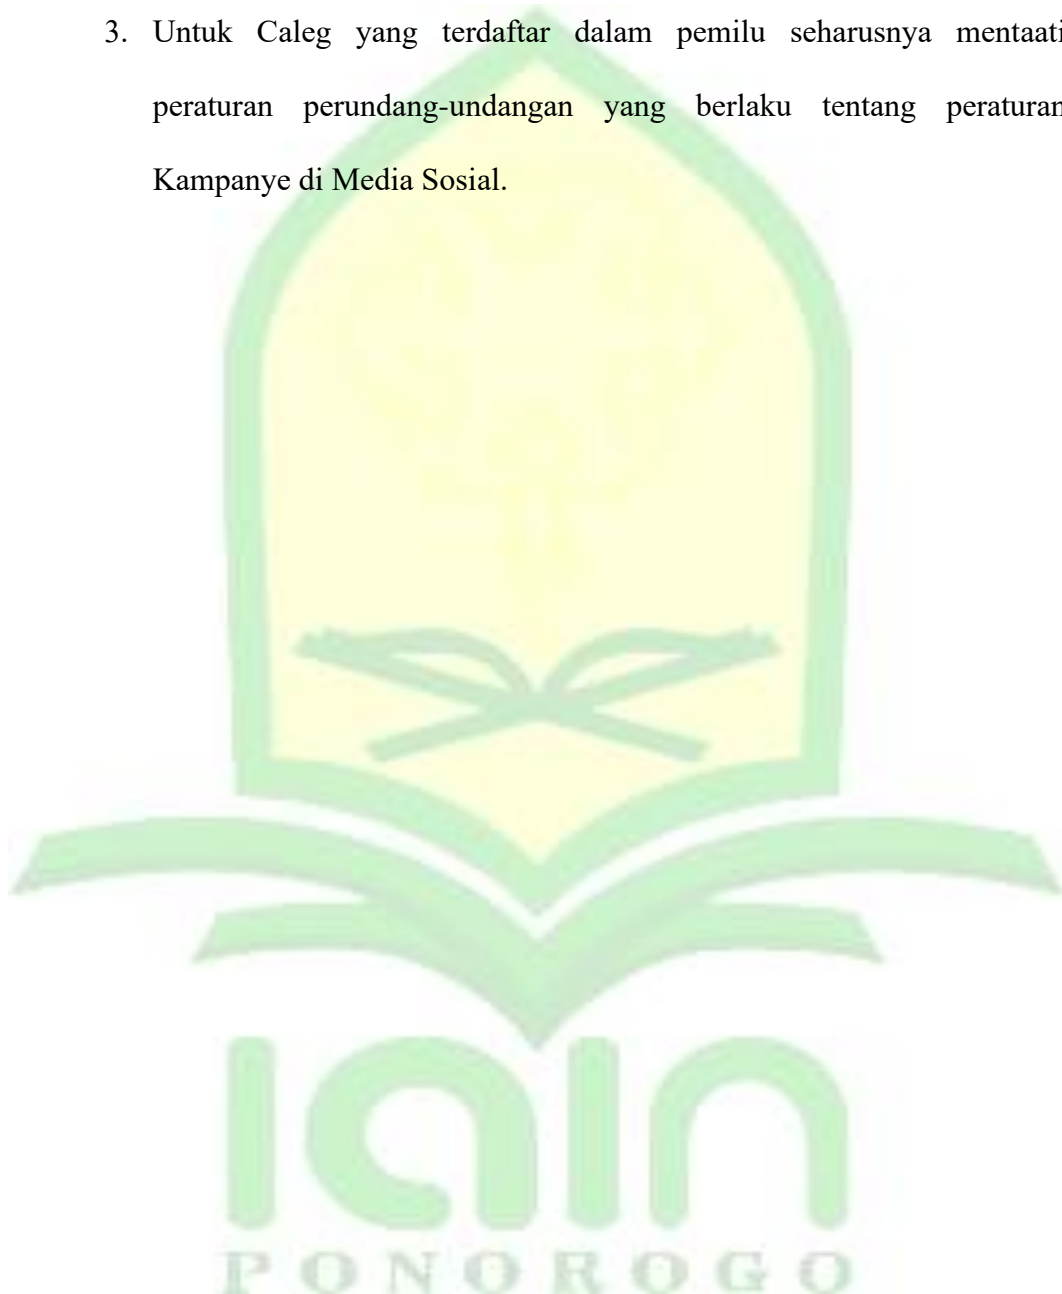 3. Untuk Caleg yang terdaftar dalam pemilu seharusnya mentaati
peraturan perundang-undangan yang berlaku tentang peraturan
Kampanye di Media Sosial.
iain
PONOROGO